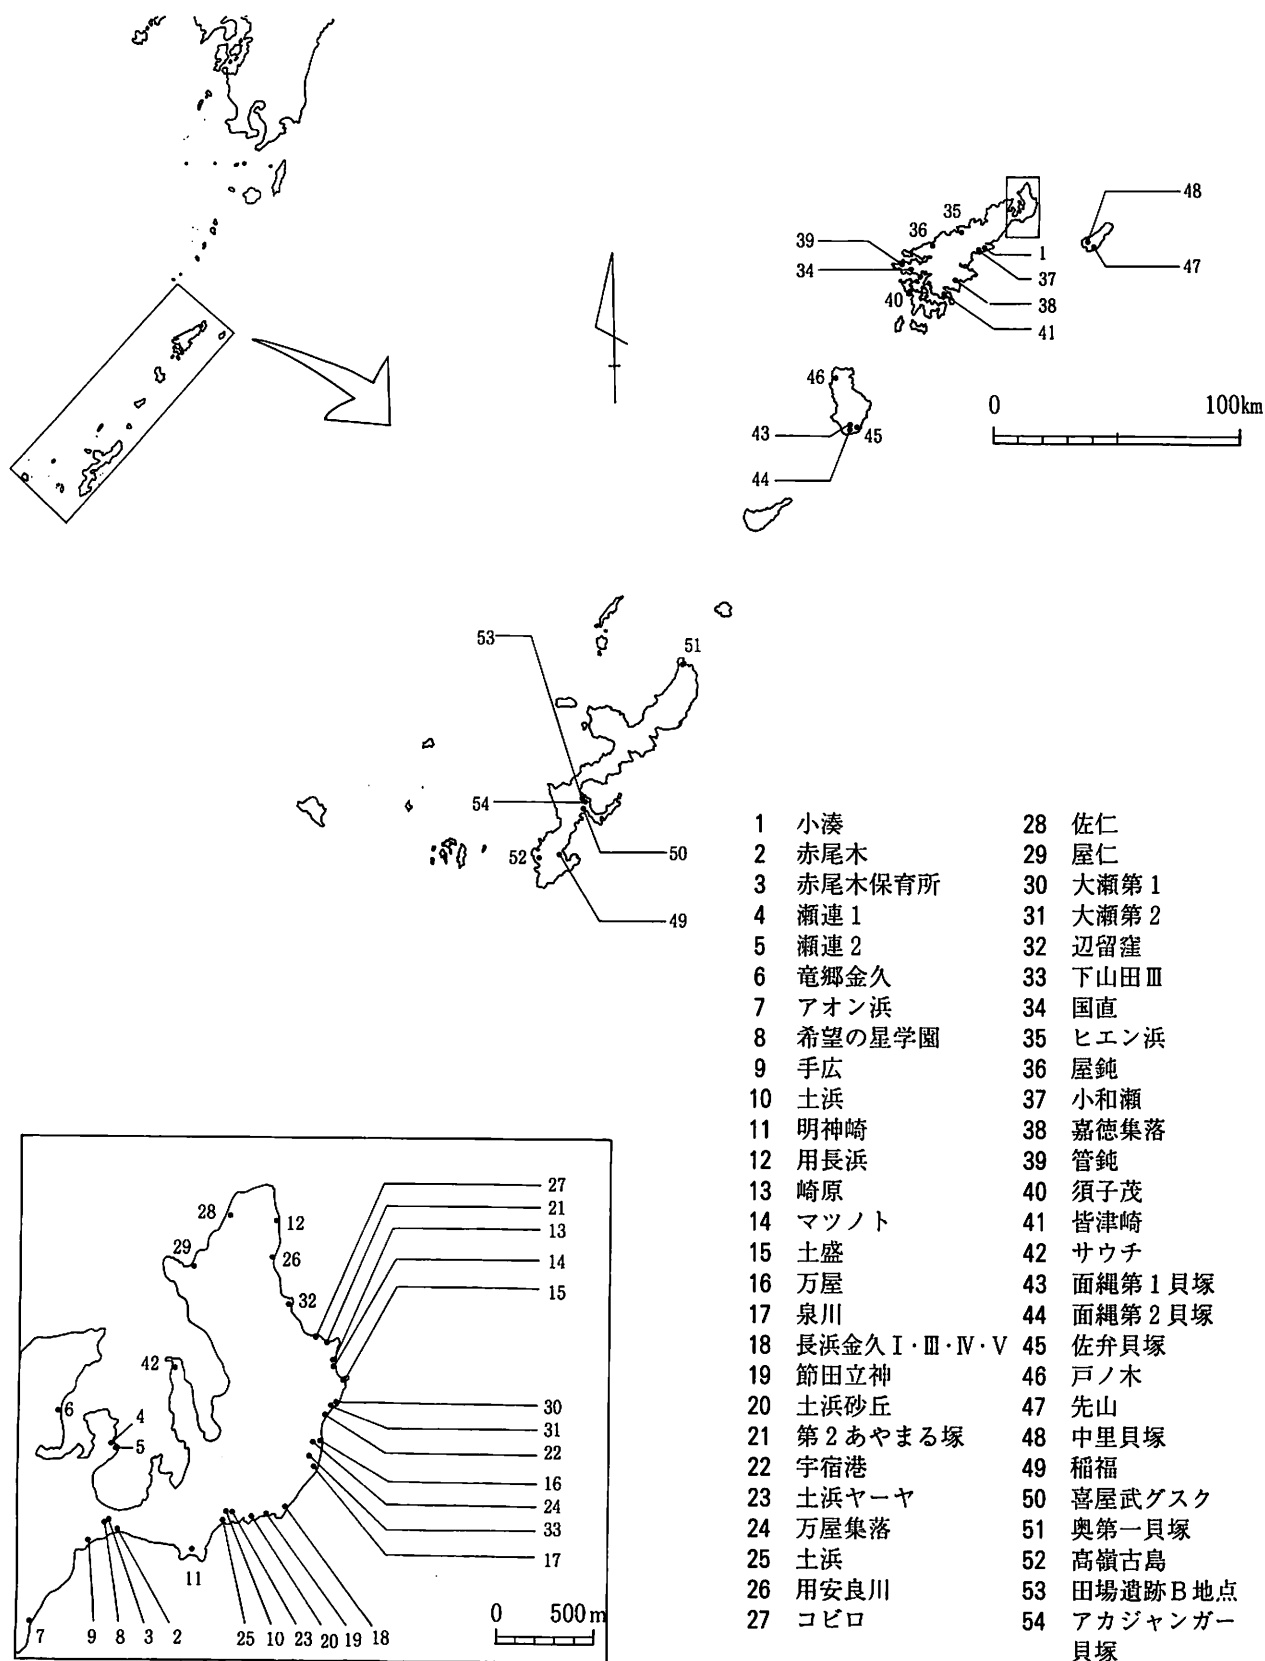 48
35
36
39
1
47
34
37
40
38
41
46
0 100km
43
45
44
53
51
54
50
52
49
1 小湊
2 赤尾木
3 赤尾木保育所
4 瀬連1
5 瀬連2
6 竜郷金久
7 アオン浜
8 希望の星学園
9 手広
10 土浜
11 明神崎
12 用長浜
13 崎原
14 マツノト
15 土盛
16 万屋
17 泉川
18 長浜金久Ⅰ・Ⅲ・Ⅳ・Ⅴ
19 節田立神
20 土浜砂丘
21 第2あやまる塚
22 宇宿港
23 土浜ヤーヤ
24 万屋集落
25 土浜
26 用安良川
27 コビロ
28 佐仁
29 屋仁
30 大瀬第1
31 大瀬第2
32 辺留窪
33 下山田Ⅲ
34 国直
35 ヒエン浜
36 屋鈍
37 小和瀬
38 嘉徳集落
39 管鈍
40 須子茂
41 皆津崎
42 サウチ
43 面縄第1貝塚
44 面縄第2貝塚
45 佐弁貝塚
46 戸ノ木
47 先山
48 中里貝塚
49 稲福
50 喜屋武グスク
51 奥第一貝塚
52 高嶺古島
53 田場遺跡B地点
54 アカジャンガー
貝塚
27
28
21
12
13
29
26
14
32
15
42
6
30
4
31
5
22
16
24
33
17
11
0 500m
7 9 8 3 2 25 10 23 20 19 18